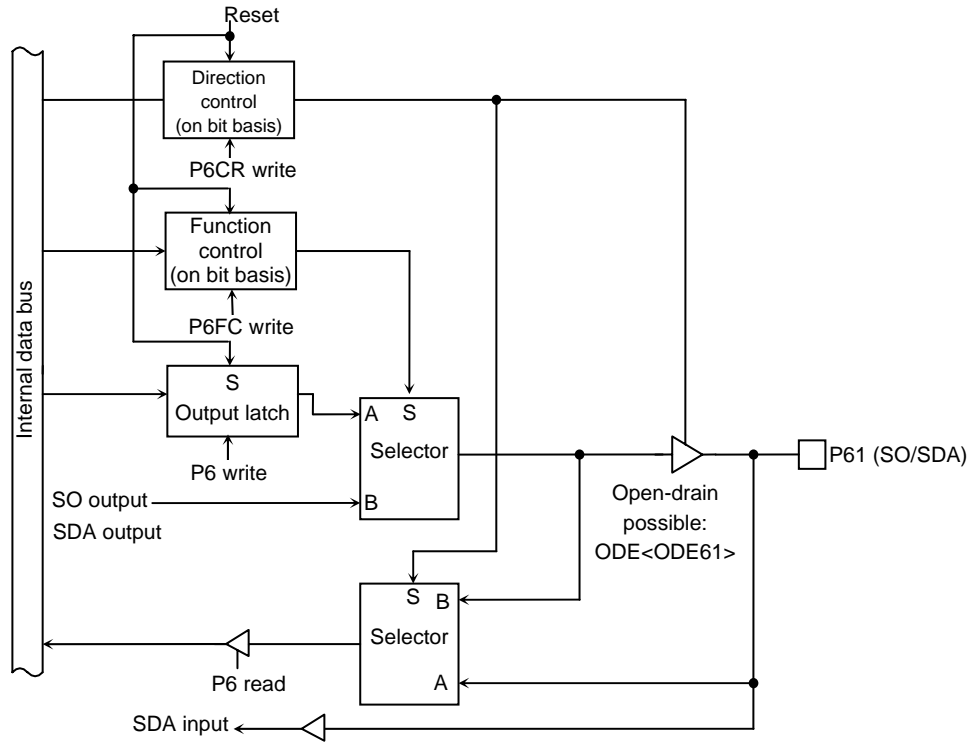 Reset
Direction
control
(on bit basis)
P6CR write
Function
control
(on bit basis)
P6FC write
Internal data bus
S
Output latch
P6 write
A S
Selector
B
SO output
SDA output
P61 (SO/SDA)
Open-drain
possible:
ODE<ODE61>
S B
Selector
A
P6 read
SDA input